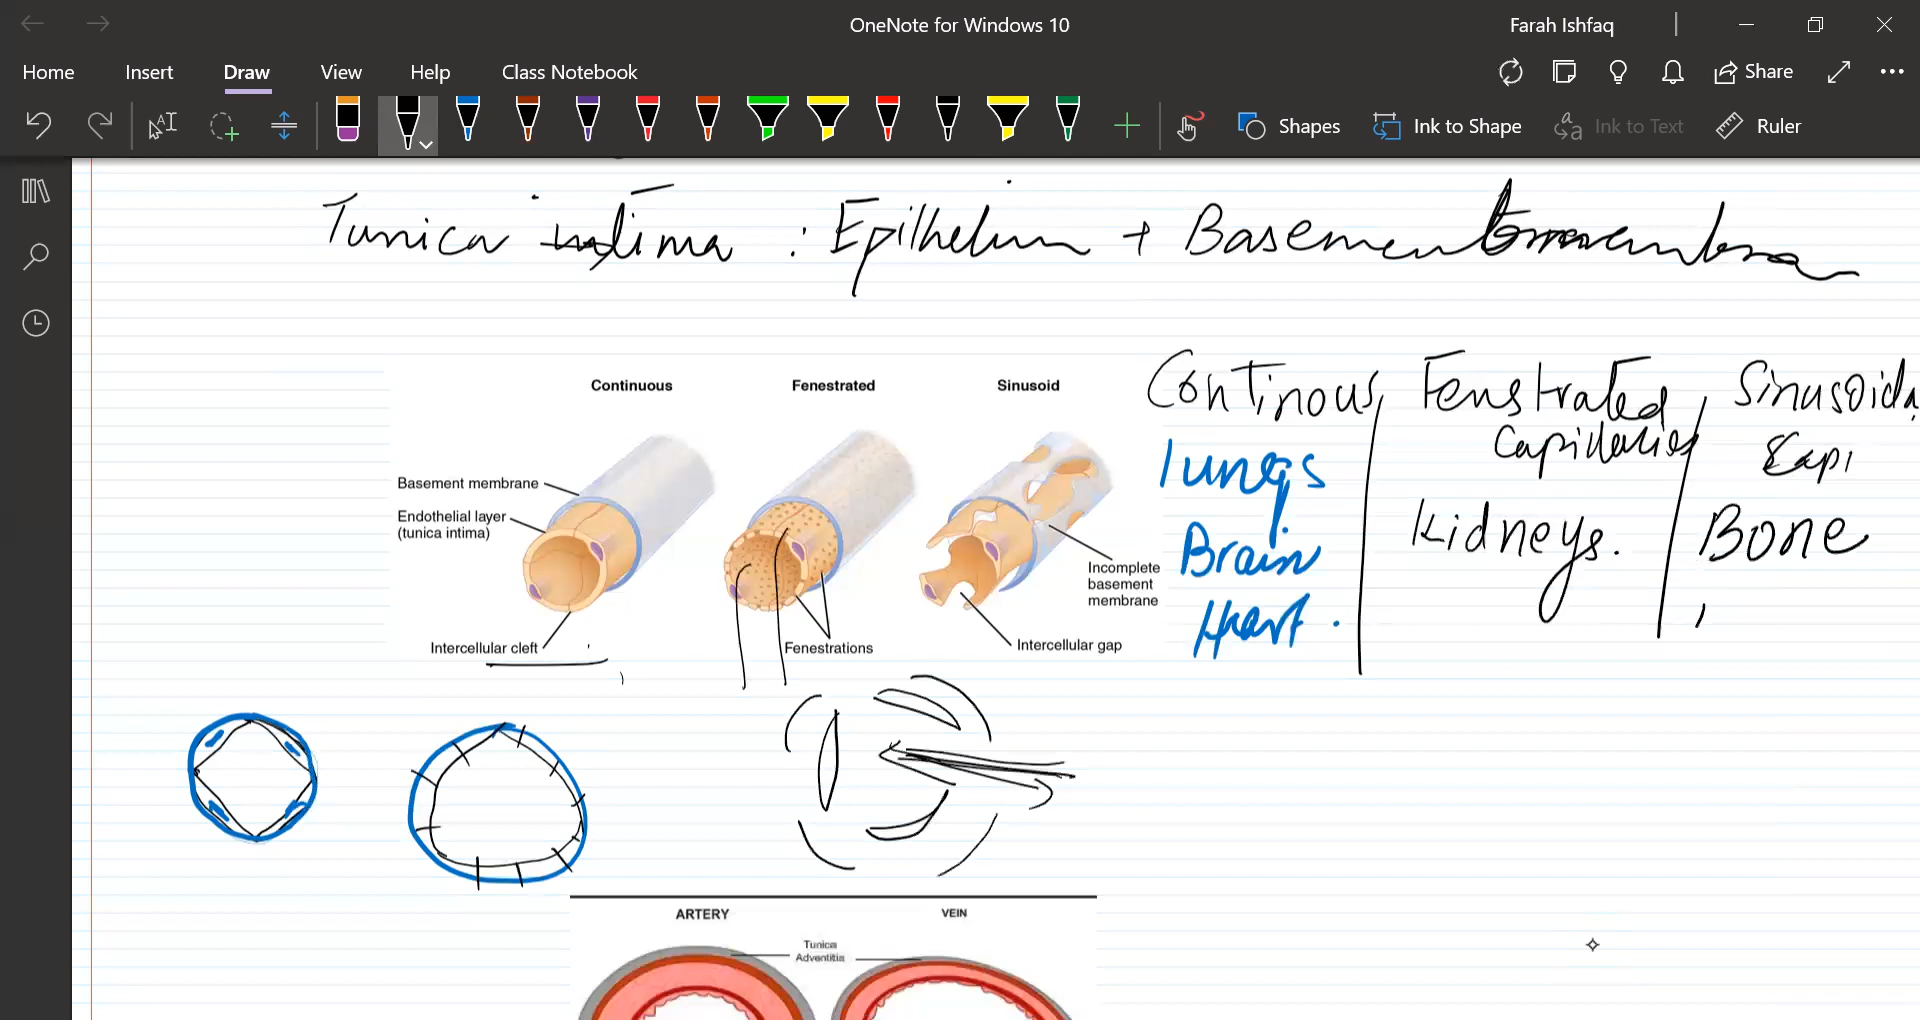 OneNote for Windows 10
Farah Ishfaq
Home Insert Draw View Help Class Notebook
Share
Shapes
Ink to Shape
Ink to Text
Ruler
Tunica intima : Epithelium + Basement membrane
Continuous Fenestrated Sinusoid
Basement membrane
Endothelial layer
(tunica intima)
Intercellular cleft
Fenestrations
Incomplete
basement
membrane
Intercellular gap
Continous
lungs
Brain
Heart.
Fenstrated
Capillaries
Kidneys.
Sinusoida
Capi
Bone
ARTERY VEIN
Tunica
Adventitia